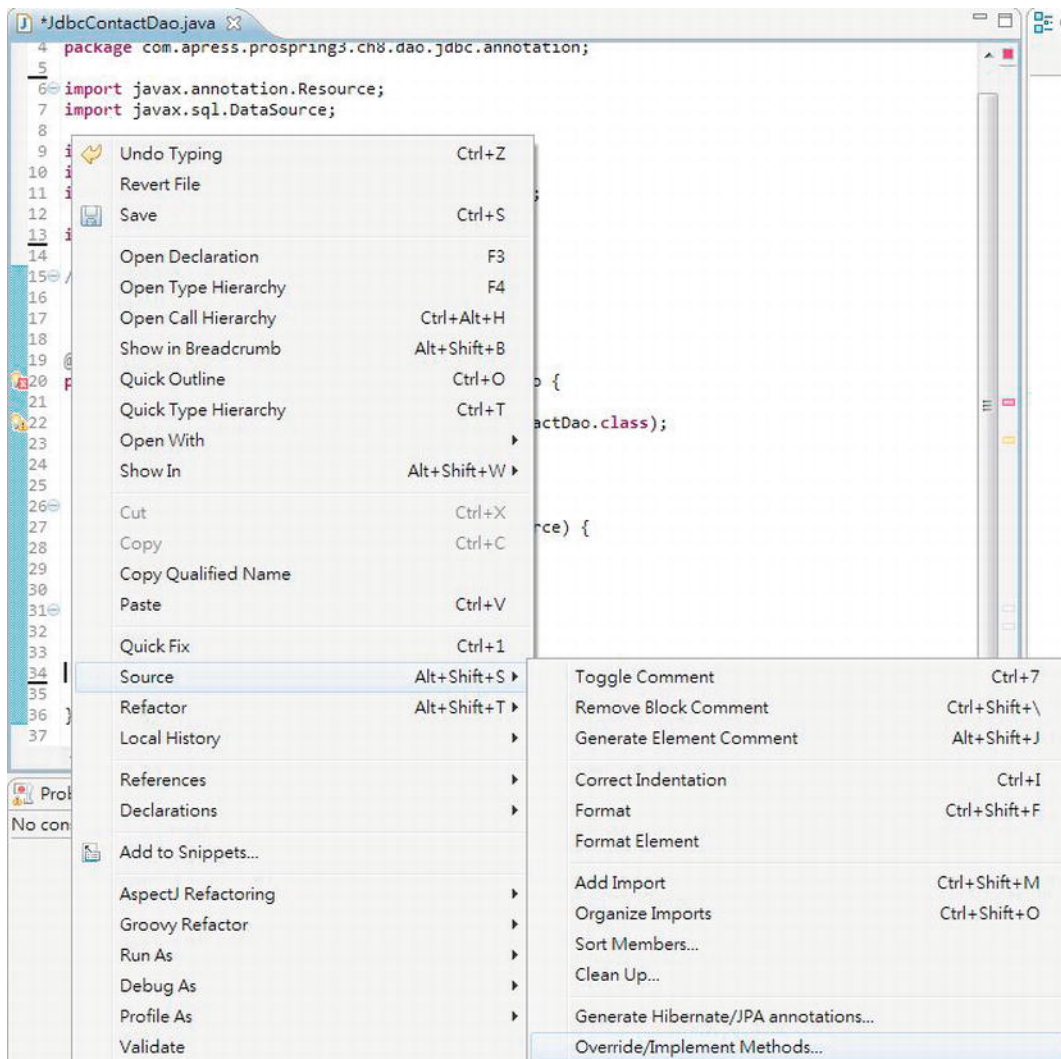 *JdbcContactDao.java
4 package com.apress.prospring3.ch8.dao.jdbc.annotation;
5
6 import javax.annotation.Resource;
7 import javax.sql.DataSource;
8
9 i
10 i
11 i ;
12
13 i
14
15 /
16
17
18
19 @
20 p o {
21
22 actDao.class);
23
24
25
26
27 rce) {
28
29
30
31
32
33
34
35
36 }
37
Undo Typing Ctrl+Z
Revert File
Save Ctrl+S
Open Declaration F3
Open Type Hierarchy F4
Open Call Hierarchy Ctrl+Alt+H
Show in Breadcrumb Alt+Shift+B
Quick Outline Ctrl+O
Quick Type Hierarchy Ctrl+T
Open With
Show In Alt+Shift+W
Cut Ctrl+X
Copy Ctrl+C
Copy Qualified Name
Paste Ctrl+V
Quick Fix Ctrl+1
Source Alt+Shift+S
Refactor Alt+Shift+T
Local History
References
Declarations
Add to Snippets...
AspectJ Refactoring
Groovy Refactor
Run As
Debug As
Profile As
Validate
Toggle Comment Ctrl+7
Remove Block Comment Ctrl+Shift+\
Generate Element Comment Alt+Shift+J
Correct Indentation Ctrl+I
Format Ctrl+Shift+F
Format Element
Add Import Ctrl+Shift+M
Organize Imports Ctrl+Shift+O
Sort Members...
Clean Up...
Generate Hibernate/JPA annotations...
Override/Implement Methods...
Prob
No con